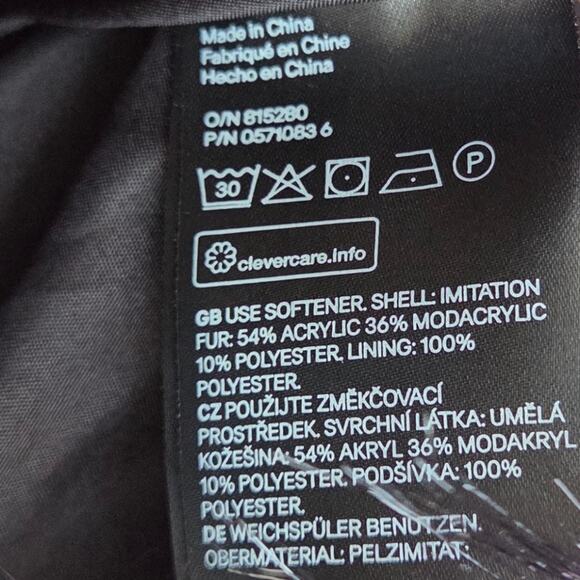 Made in China
Fabriqué en Chine
Hecho en China
O/N 815280
P/N 0571083 6
30
P
clevercare.info
GB USE SOFTENER. SHELL: IMITATION
FUR: 54% ACRYLIC 36% MODACRYLIC
10% POLYESTER. LINING: 100%
POLYESTER.
CZ POUŽIJTE ZMĚKČOVACÍ
PROSTŘEDEK. SVRCHNÍ LÁTKA: UMĚLÁ
KOŽEŠINA: 54% AKRYL 36% MODAKRYL
10% POLYESTER. PODŠÍVKA: 100%
POLYESTER.
DE WEICHSPÜLER BENUTZEN.
OBERMATERIAL: PELZIMITAT: